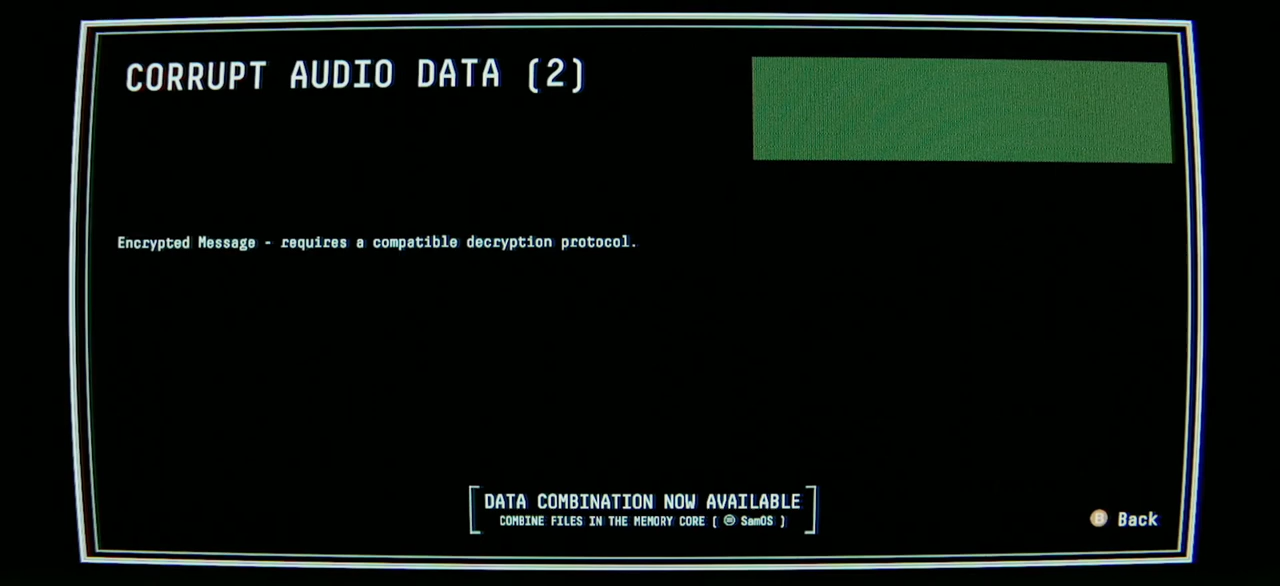 CORRUPT AUDIO DATA (2)
Encrypted Message - requires a compatible decryption protocol.
DATA COMBINATION NOW AVAILABLE
COMBINE FILES IN THE MEMORY CORE ( SamOS )
B Back